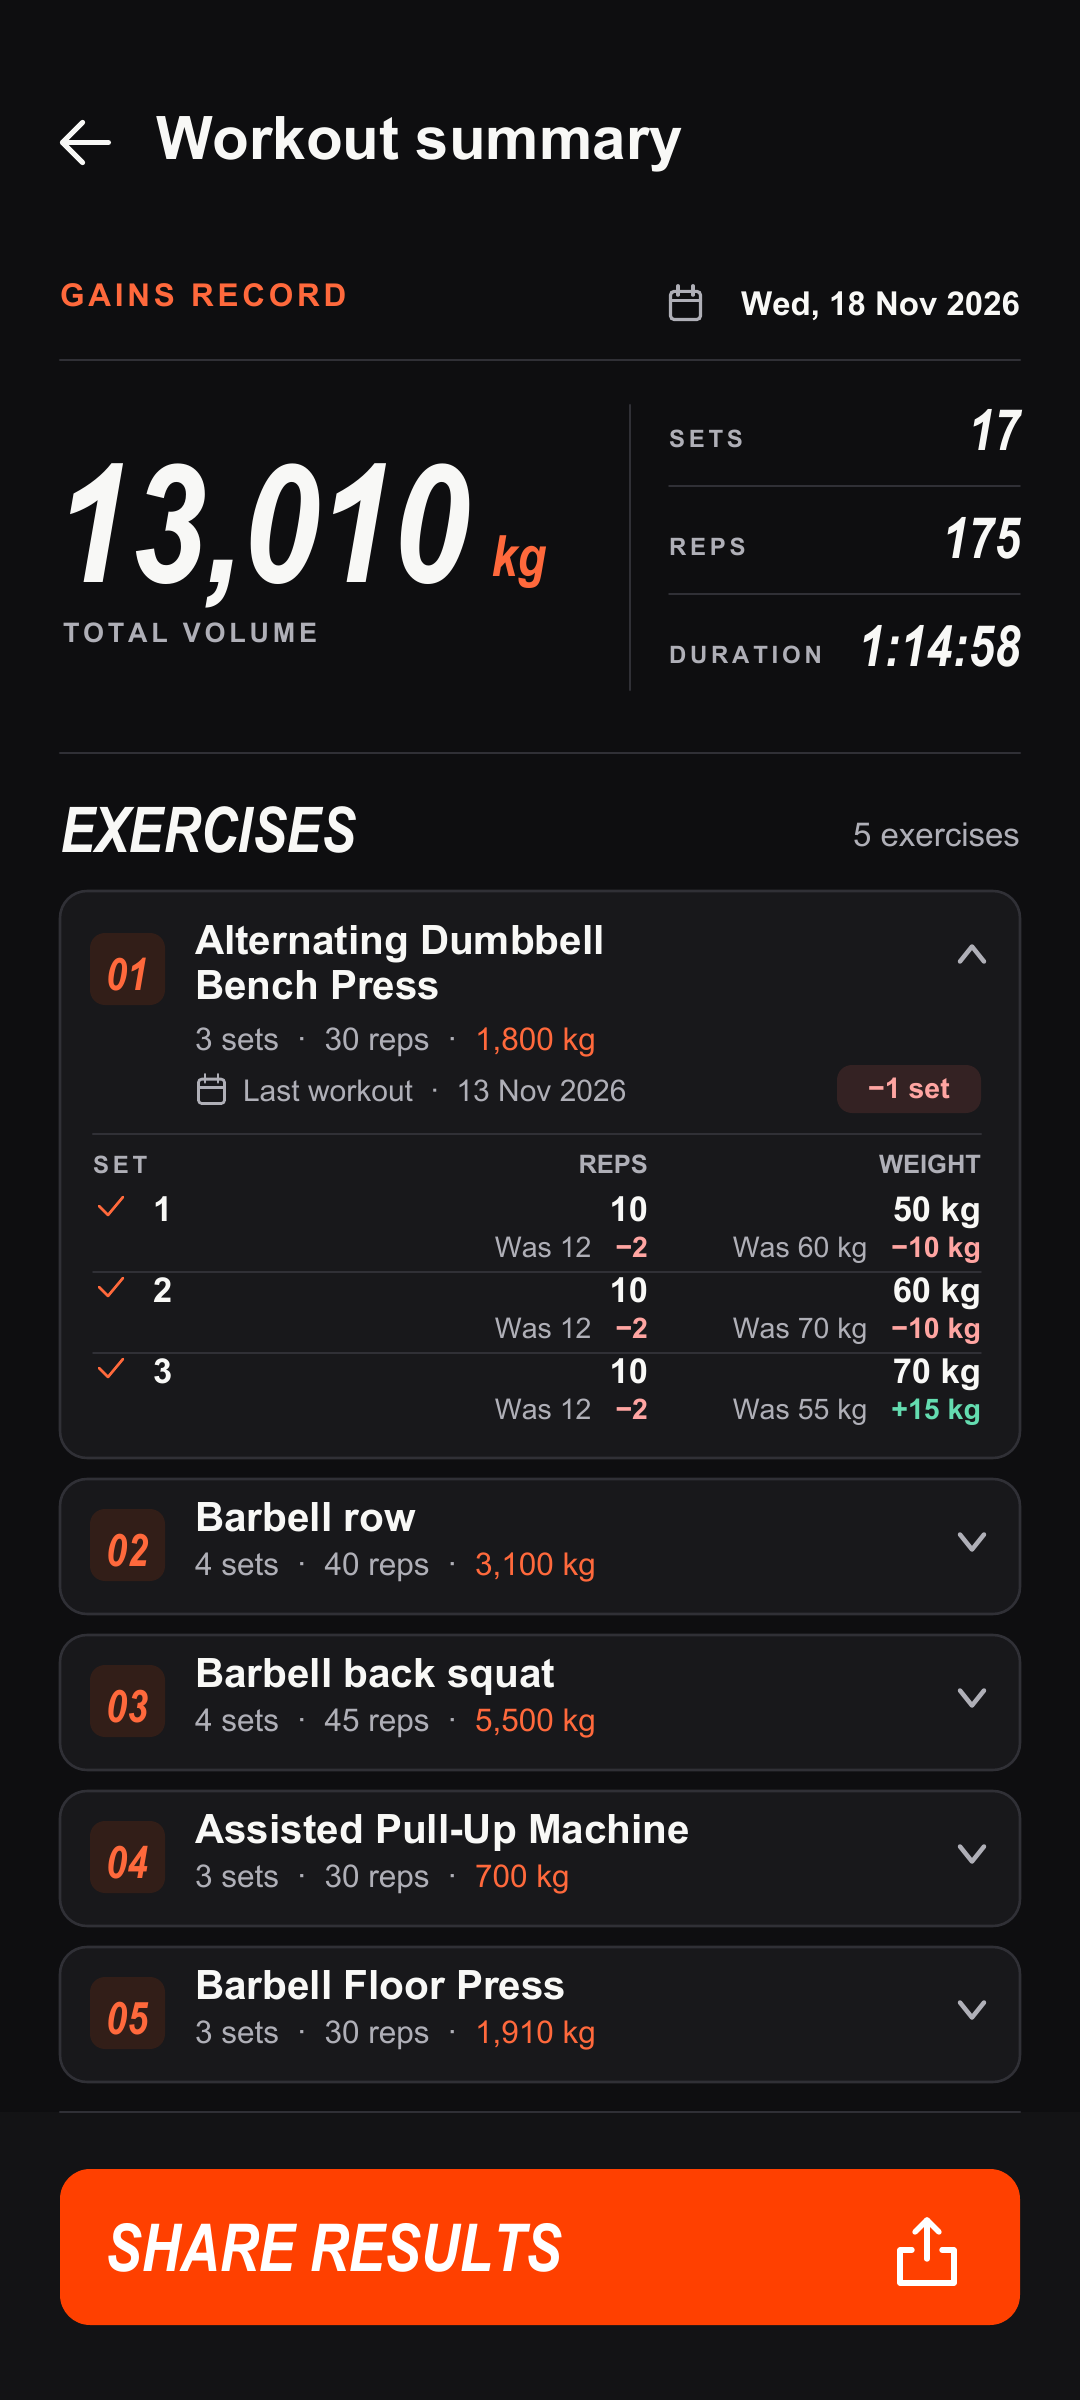 Workout summary
GAINS RECORD
Wed, 18 Nov 2026
13,010 kg
TOTAL VOLUME
SETS 17
REPS 175
DURATION 1:14:58
EXERCISES
5 exercises
01
Alternating Dumbbell
Bench Press
3 sets · 30 reps · 1,800 kg
Last workout · 13 Nov 2026
−1 set
SET REPS WEIGHT
1 10 50 kg
Was 12 −2 Was 60 kg −10 kg
2 10 60 kg
Was 12 −2 Was 70 kg −10 kg
3 10 70 kg
Was 12 −2 Was 55 kg +15 kg
02
Barbell row
4 sets · 40 reps · 3,100 kg
03
Barbell back squat
4 sets · 45 reps · 5,500 kg
04
Assisted Pull-Up Machine
3 sets · 30 reps · 700 kg
05
Barbell Floor Press
3 sets · 30 reps · 1,910 kg
SHARE RESULTS